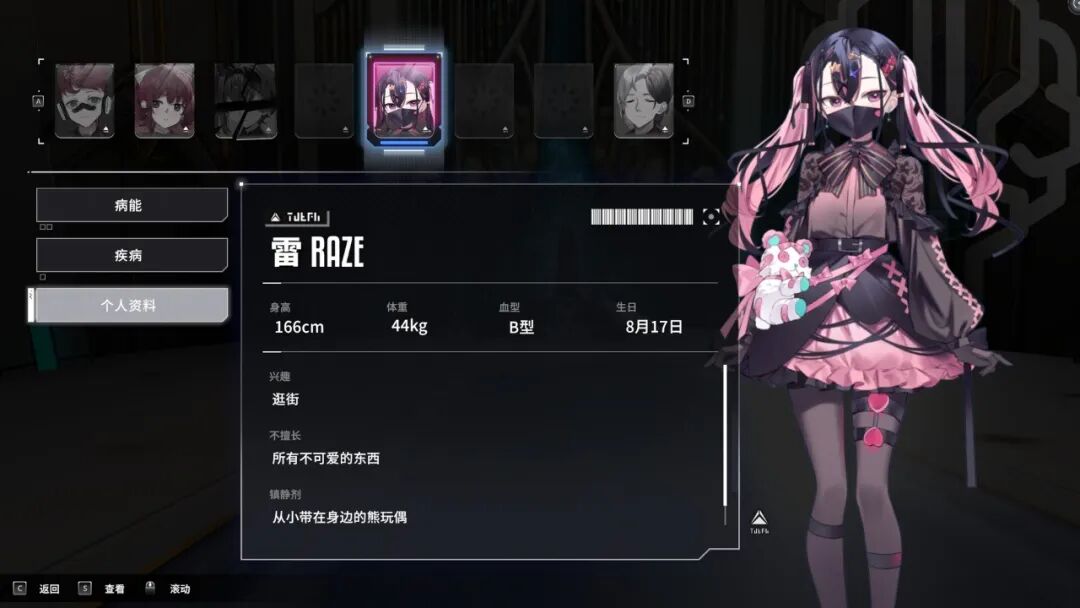 A
D
病能
疾病
个人资料
雷 RAZE
身高
体重
血型
生日
166cm
44kg
B型
8月17日
兴趣
逛街
不擅长
所有不可爱的东西
镇静剂
从小带在身边的熊玩偶
C 返回 S 查看 滚动